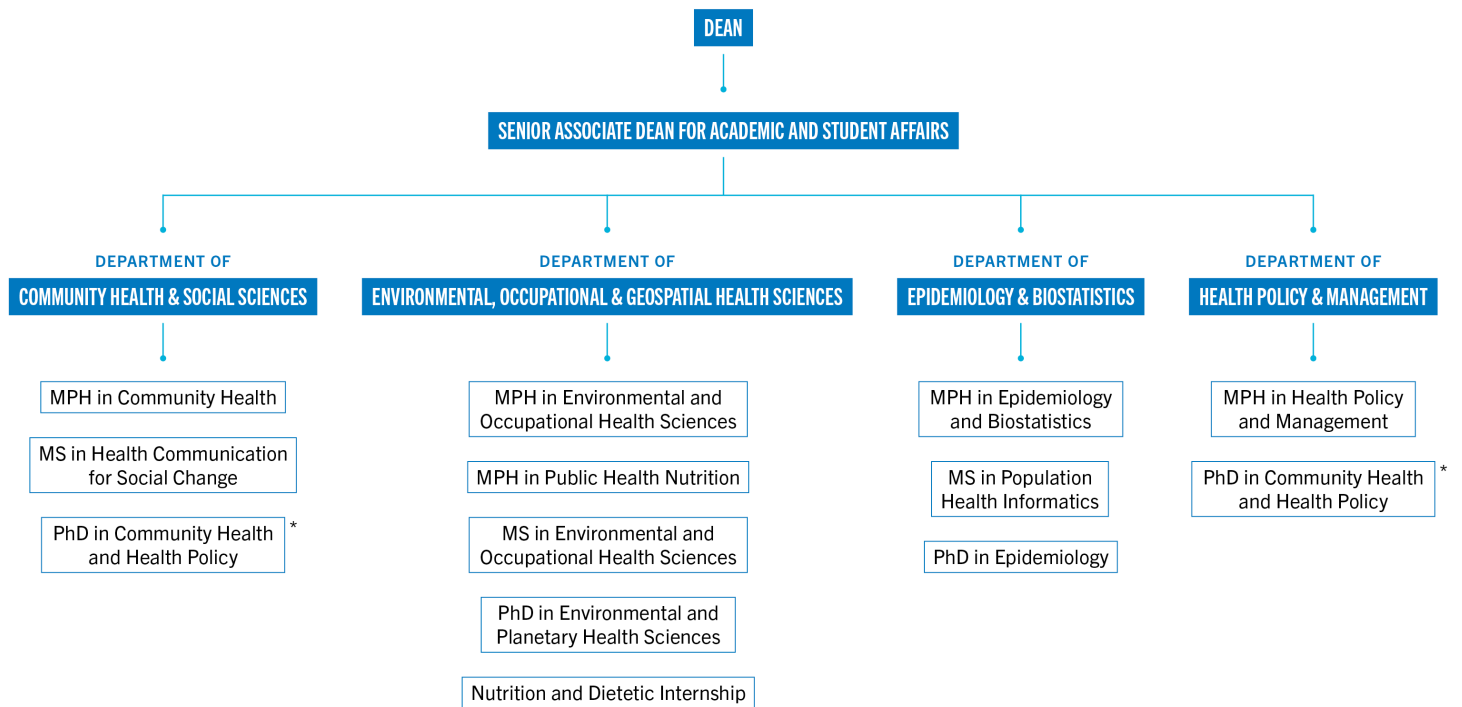 DEAN
SENIOR ASSOCIATE DEAN FOR ACADEMIC AND STUDENT AFFAIRS
DEPARTMENT OF
COMMUNITY HEALTH & SOCIAL SCIENCES
MPH in Community Health
MS in Health Communication
for Social Change
PhD in Community Health
and Health Policy
*
DEPARTMENT OF
ENVIRONMENTAL, OCCUPATIONAL & GEOSPATIAL HEALTH SCIENCES
MPH in Environmental and
Occupational Health Sciences
MPH in Public Health Nutrition
MS in Environmental and
Occupational Health Sciences
PhD in Environmental and
Planetary Health Sciences
Nutrition and Dietetic Internship
DEPARTMENT OF
EPIDEMIOLOGY & BIOSTATISTICS
MPH in Epidemiology
and Biostatistics
MS in Population
Health Informatics
PhD in Epidemiology
DEPARTMENT OF
HEALTH POLICY & MANAGEMENT
MPH in Health Policy
and Management
PhD in Community Health
and Health Policy
*